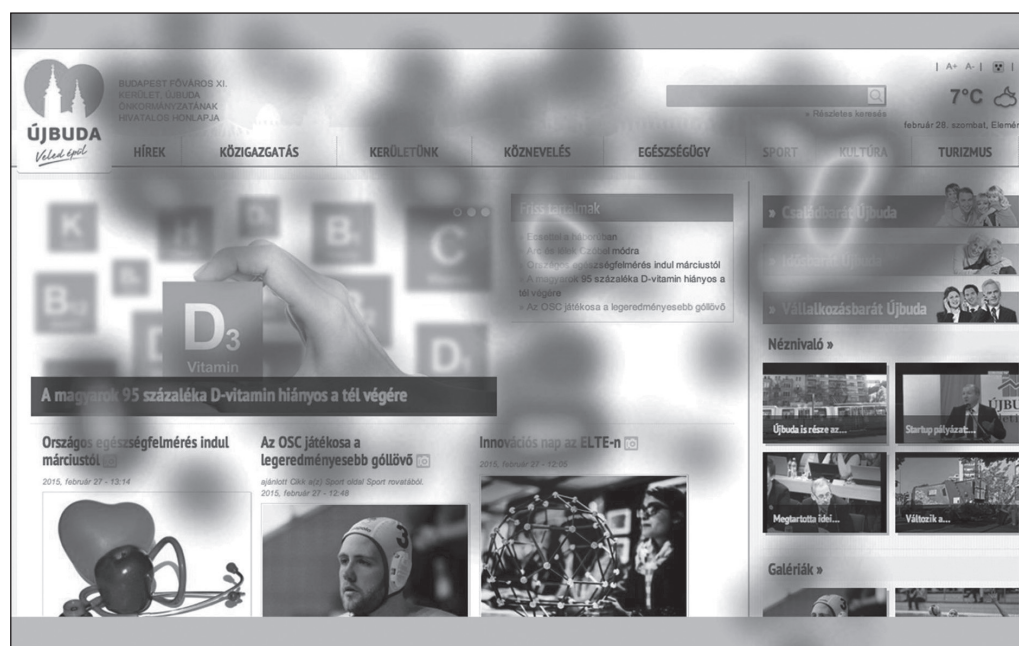 | A+ A- | |
BUDAPEST FŐVÁROS XI.
KERÜLET, ÚJBUDA
ÖNKORMÁNYZATÁNAK
HIVATALOS HONLAPJA
7°C
» Részletes keresés
február 28. szombat, Elemér
ÚJBUDA
Veled épül
HÍREK KÖZIGAZGATÁS KERÜLETÜNK KÖZNEVELÉS EGÉSZSÉGÜGY SPORT KULTÚRA TURIZMUS
K
B
C
D
D3
Vitamin
A magyarok 95 százaléka D-vitamin hiányos a tél végére
Friss tartalmak
» Ecsettel a háborúban
» Országos egészségfelmérés indul márciustól
» A magyarok 95 százaléka D-vitamin hiányos a
tél végére
» Az OSC játékosa a legeredményesebb góllövő
» Családbarát Újbuda
» Idősbarát Újbuda
» Vállalkozásbarát Újbuda
Néznivaló »
Újbuda is része az...
Startup pályázat:...
Megtartotta idei...
Változik a...
Galériák »
Országos egészségfelmérés indul
márciustól
2015, február 27 - 13:14
Az OSC játékosa a
legeredményesebb góllövő
ajánlott Cikk a(z) Sport oldal Sport rovatából.
2015, február 27 - 12:48
3
Innovációs nap az ELTE-n
2015, február 27 - 12:05